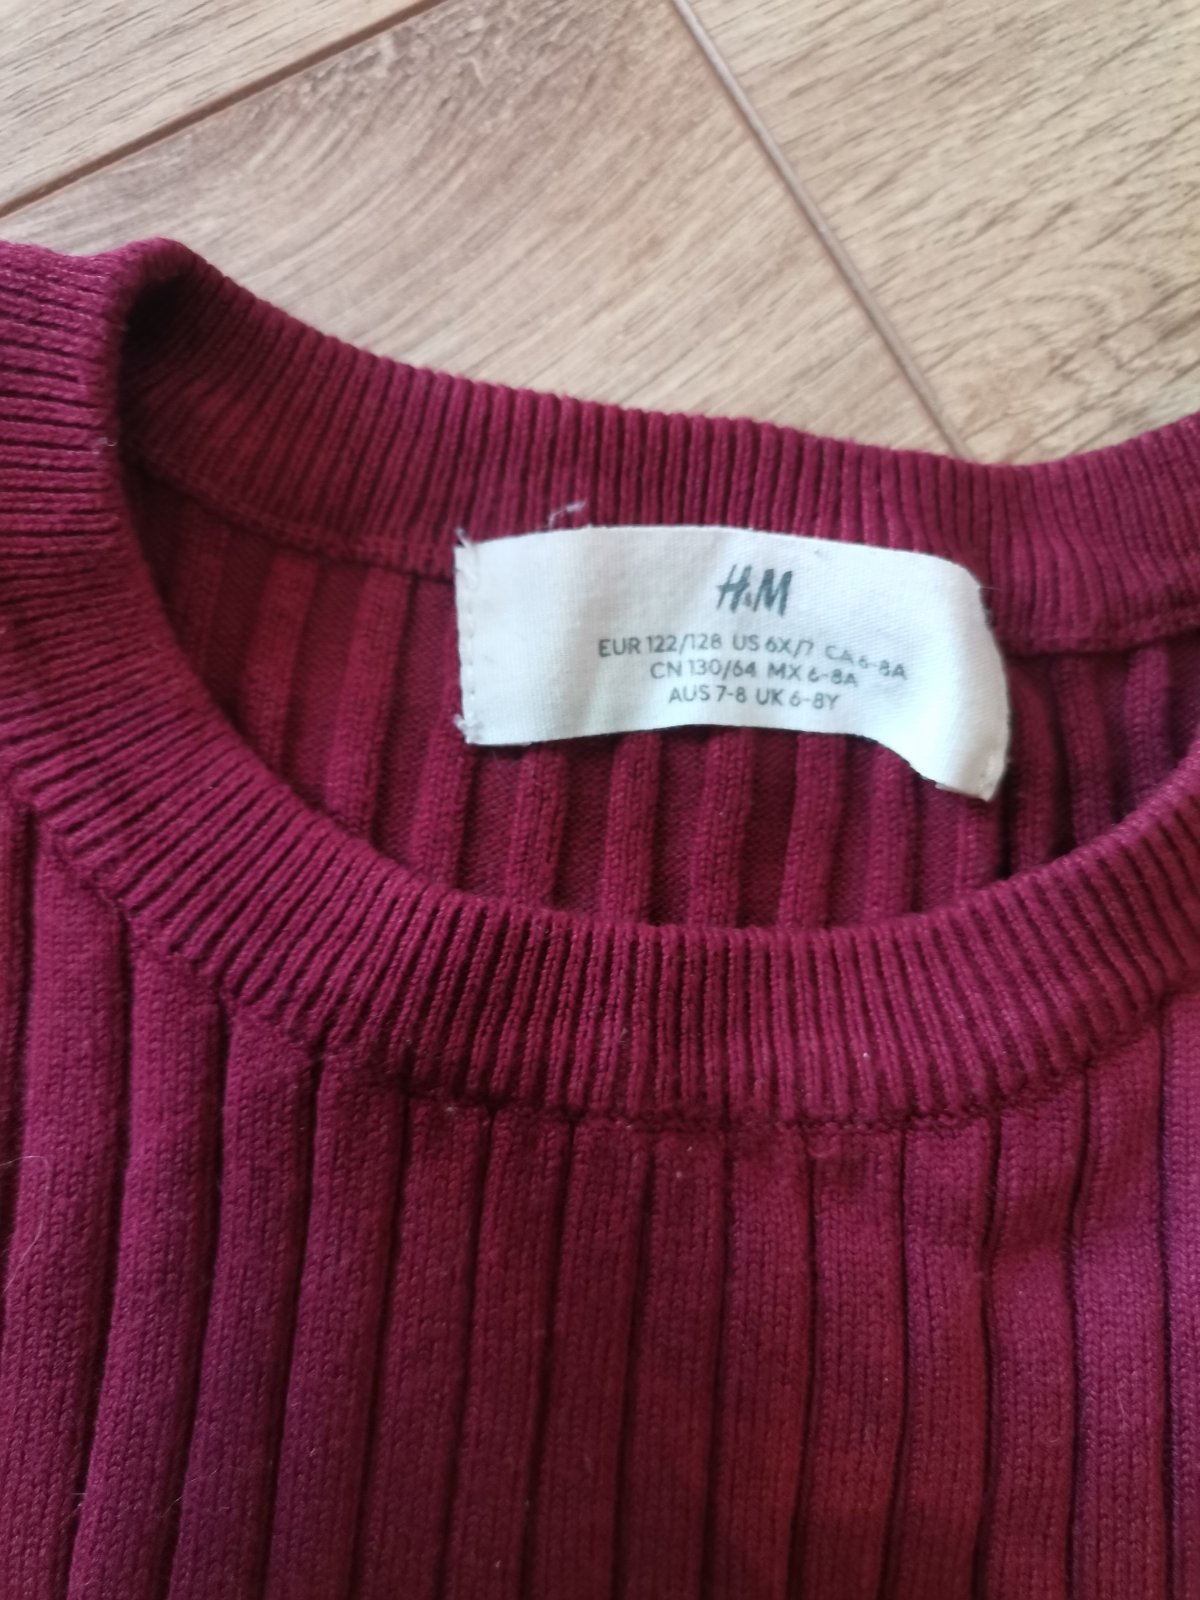 H&M
EUR 122/128 US 6X/7 CA 6-8A
CN 130/64 MX 6-8A
AUS 7-8 UK 6-8Y